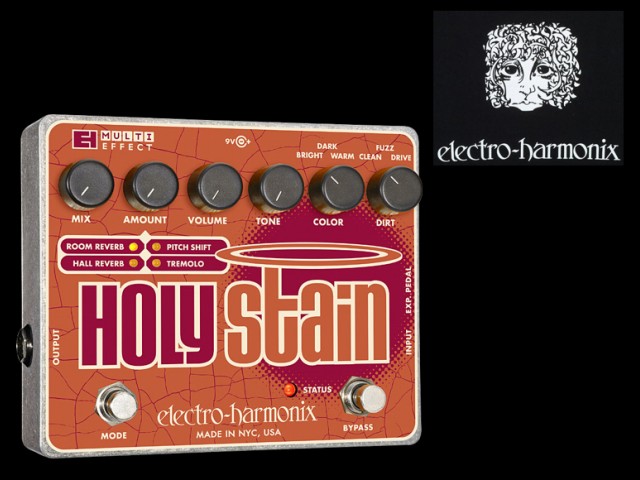 electro-harmonix
EH MULTI
EFFECT
9V
DARK
BRIGHT WARM
FUZZ
CLEAN DRIVE
MIX
AMOUNT
VOLUME
TONE
COLOR
DIRT
ROOM REVERB
PITCH SHIFT
HALL REVERB
TREMOLO
HOLY Stain
OUTPUT
INPUT EXP. PEDAL
STATUS
electro-harmonix
MADE IN NYC, USA
MODE
BYPASS